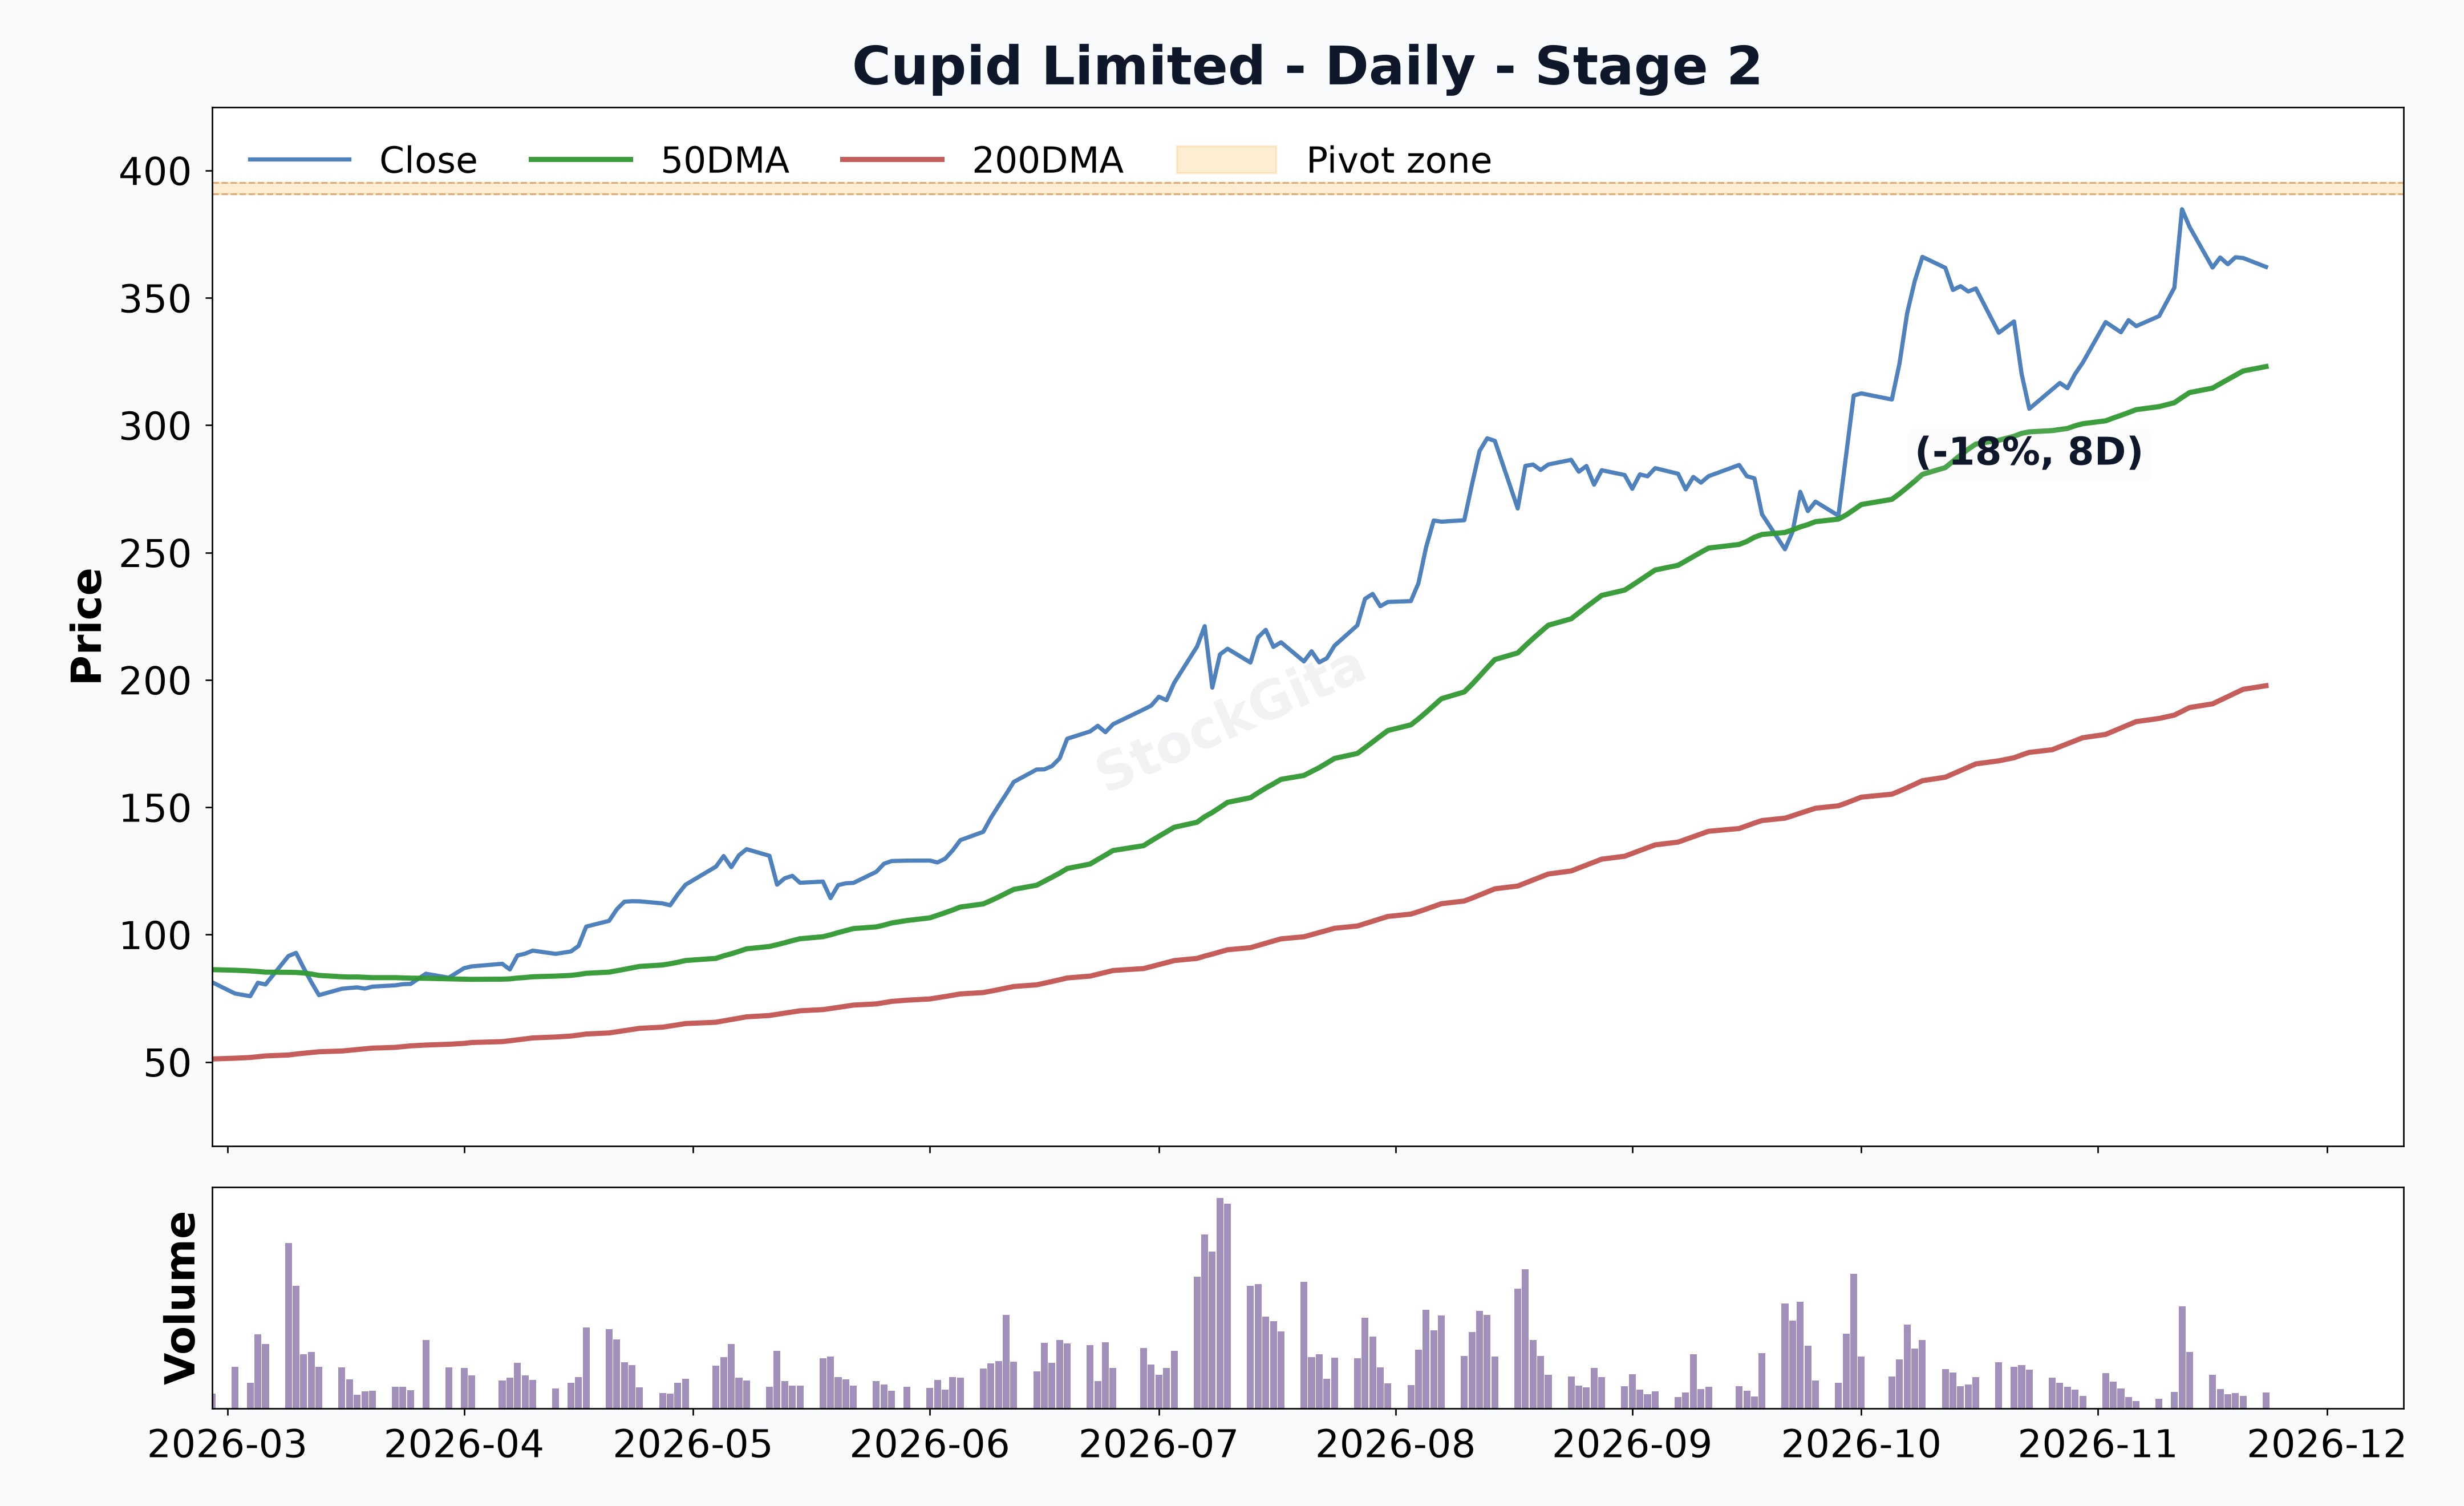 Cupid Limited - Daily - Stage 2
Close 50DMA 200DMA Pivot zone
400
350
300
250
200
150
100
50
Price
(-18%, 8D)
StockGita
Volume
2026-03 2026-04 2026-05 2026-06 2026-07 2026-08 2026-09 2026-10 2026-11 2026-12